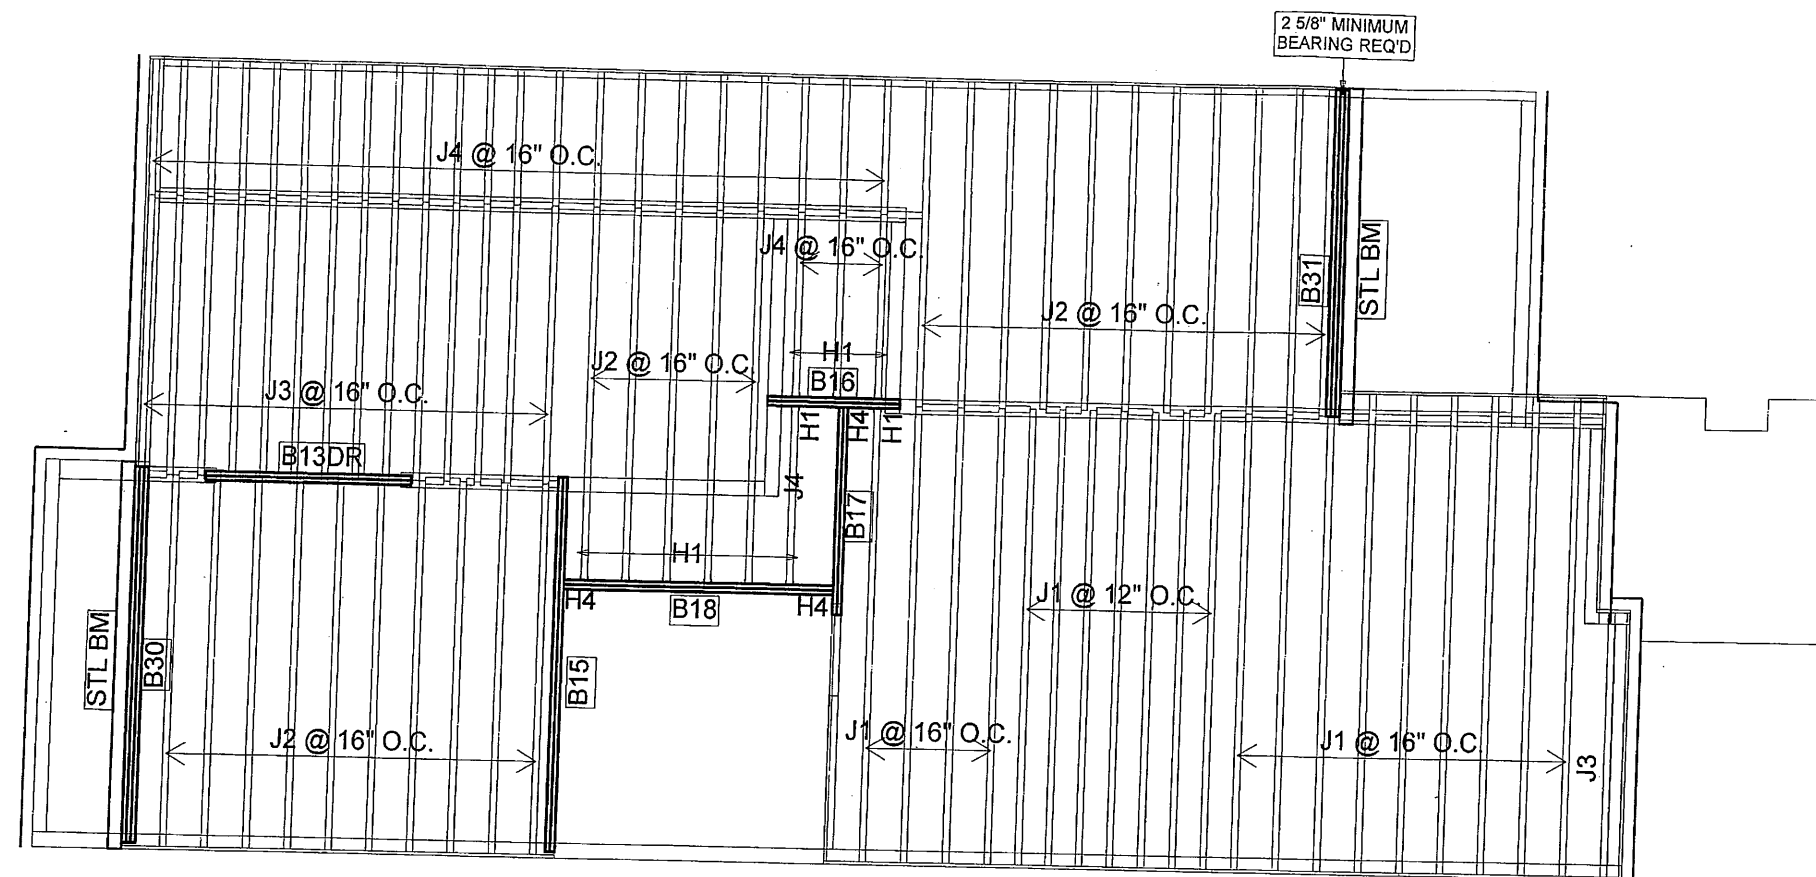 2 5/8" MINIMUM
BEARING REQ'D
J4 @ 16" O.C.
J4 @ 16" O.C.
B31
STL BM
J2 @ 16" O.C.
H1
J2 @ 16" O.C.
B16
J3 @ 16" O.C.
H1
H4
H1
B13DR
J4
B17
H1
H4
B18
H4
J1 @ 12" O.C.
STL BM
B30
B15
J2 @ 16" O.C.
J1 @ 16" O.C.
J1 @ 16" O.C.
J3